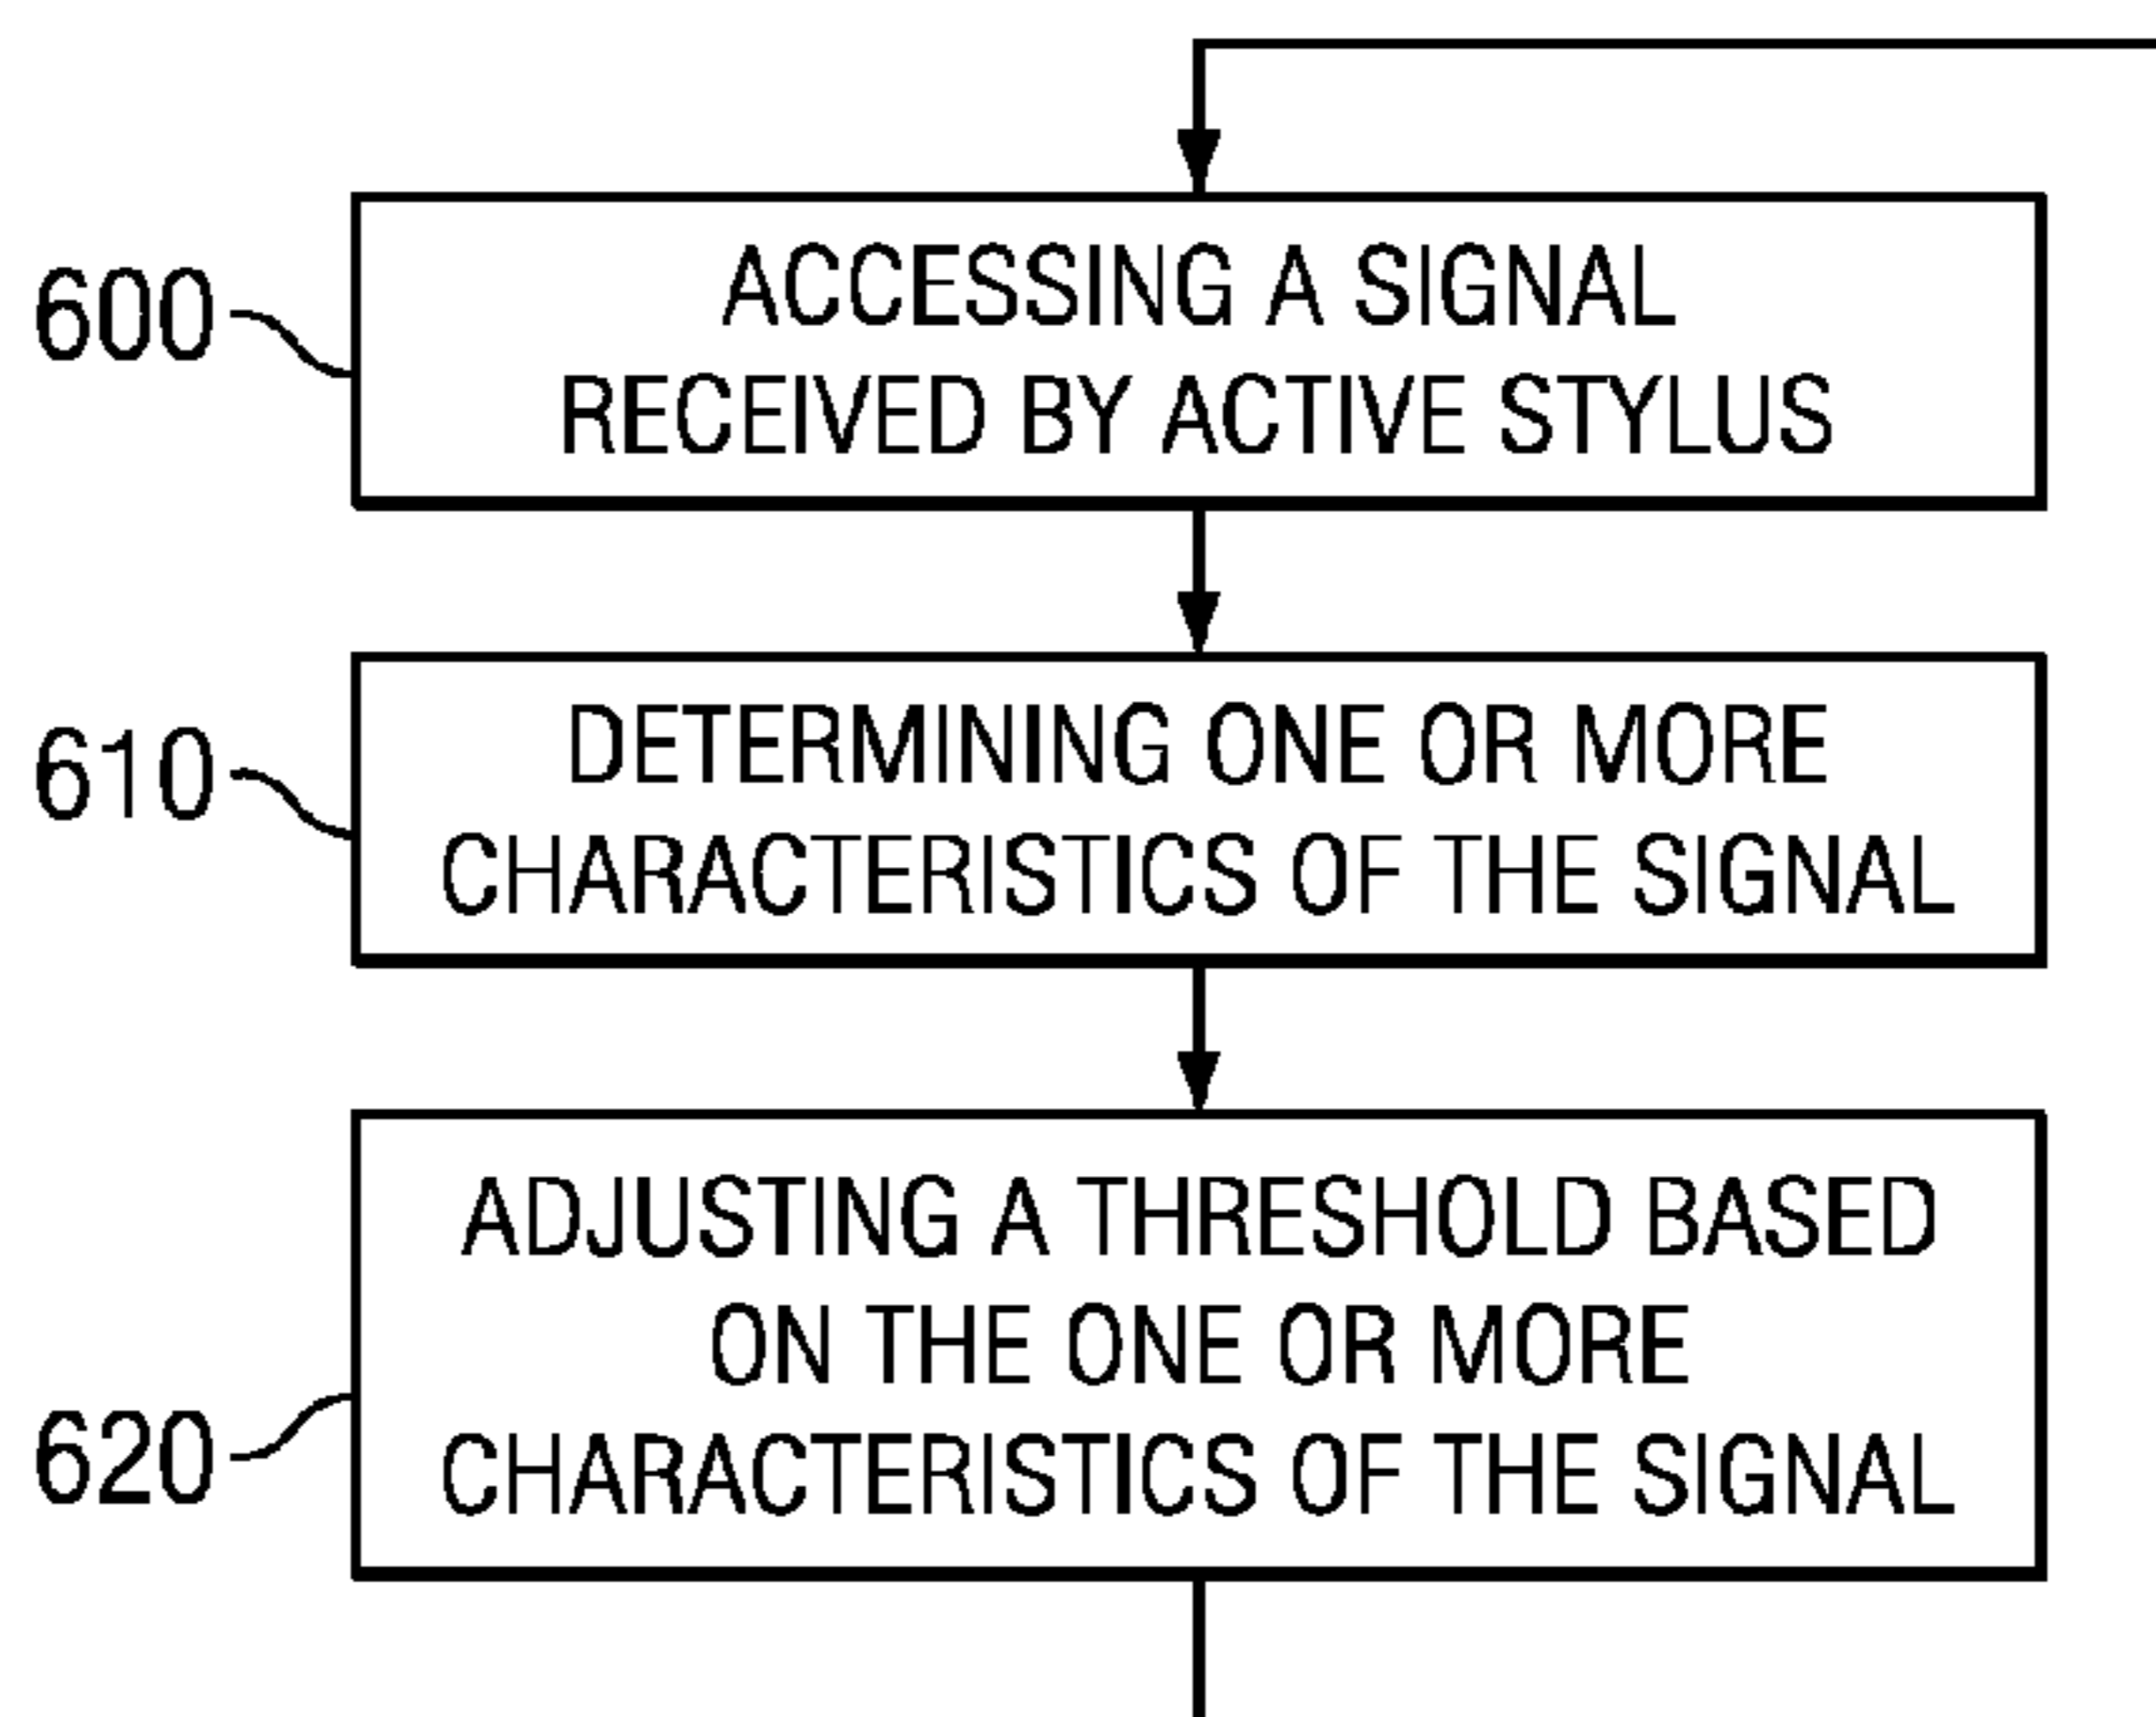 600
ACCESSING A SIGNAL
RECEIVED BY ACTIVE STYLUS
610
DETERMINING ONE OR MORE
CHARACTERISTICS OF THE SIGNAL
620
ADJUSTING A THRESHOLD BASED
ON THE ONE OR MORE
CHARACTERISTICS OF THE SIGNAL